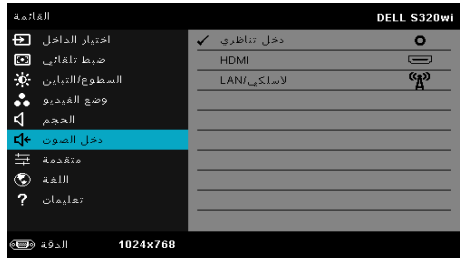 القائمة
DELL S320wi
اختيار الداخل
ضبط تلقائي
السطوع/التباين
وضع الفيديو
الحجم
دخل الصوت
متقدمة
اللغة
تعليمات
دخل تناظري
HDMI
لاسلكي/LAN
الدقة
1024x768